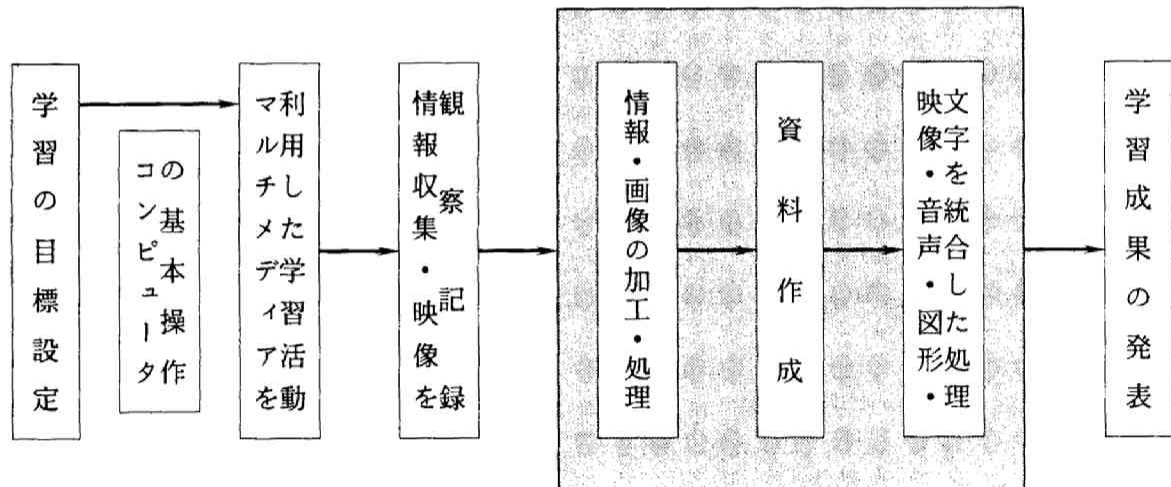 学習の目標設定
コンピュータ
の基本操作
マルチメディアを
利用した学習活動
情報収集・映像を
観察記録
情報・画像の加工・処理
資料作成
映像・音声・図形・
文字を統合した処理
学習成果の発表